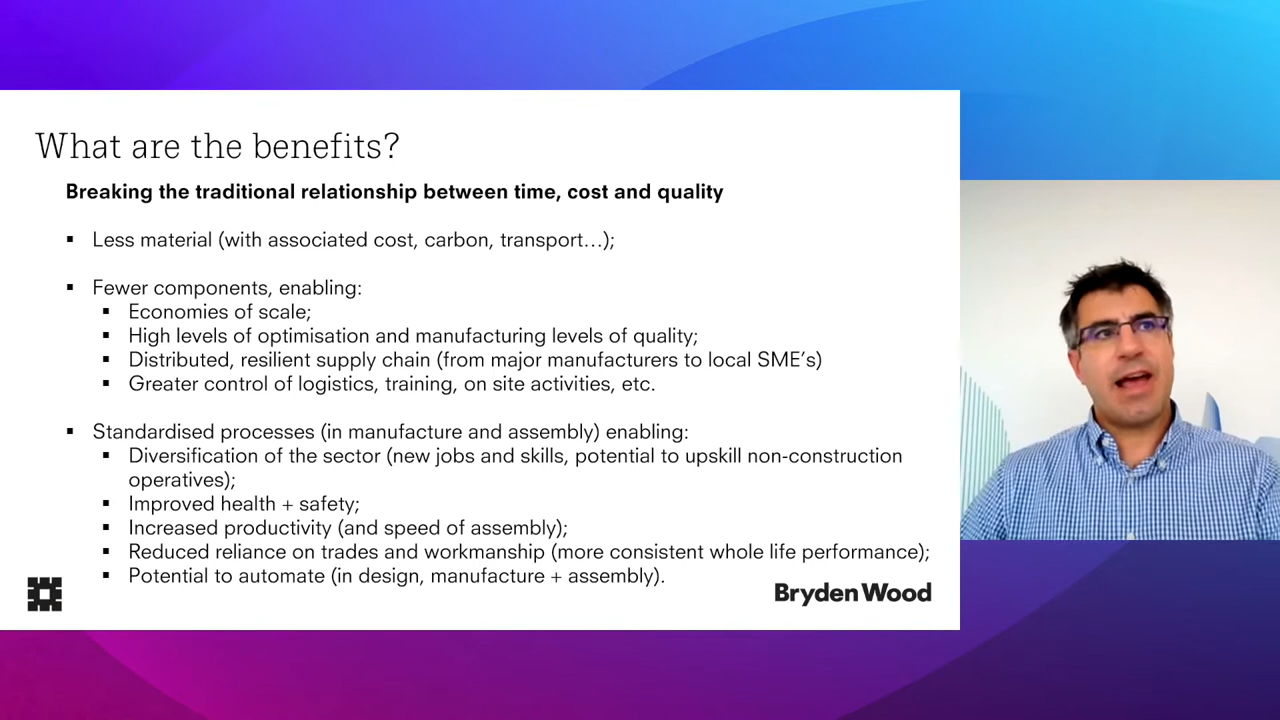 What are the benefits?
Breaking the traditional relationship between time, cost and quality
▪ Less material (with associated cost, carbon, transport…);
▪ Fewer components, enabling:
▪ Economies of scale;
▪ High levels of optimisation and manufacturing levels of quality;
▪ Distributed, resilient supply chain (from major manufacturers to local SME's)
▪ Greater control of logistics, training, on site activities, etc.
▪ Standardised processes (in manufacture and assembly) enabling:
▪ Diversification of the sector (new jobs and skills, potential to upskill non-construction
operatives);
▪ Improved health + safety;
▪ Increased productivity (and speed of assembly);
▪ Reduced reliance on trades and workmanship (more consistent whole life performance);
▪ Potential to automate (in design, manufacture + assembly).
Bryden Wood